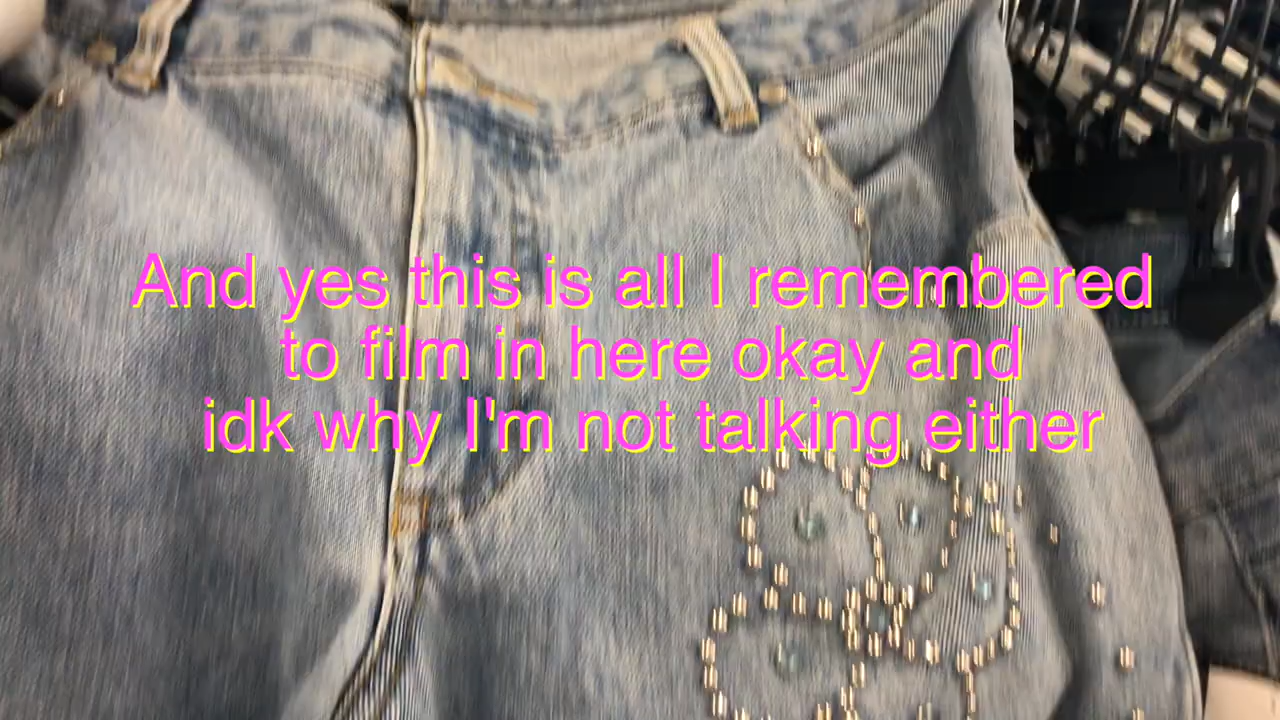 And yes this is all I remembered
to film in here okay and
idk why I'm not talking either